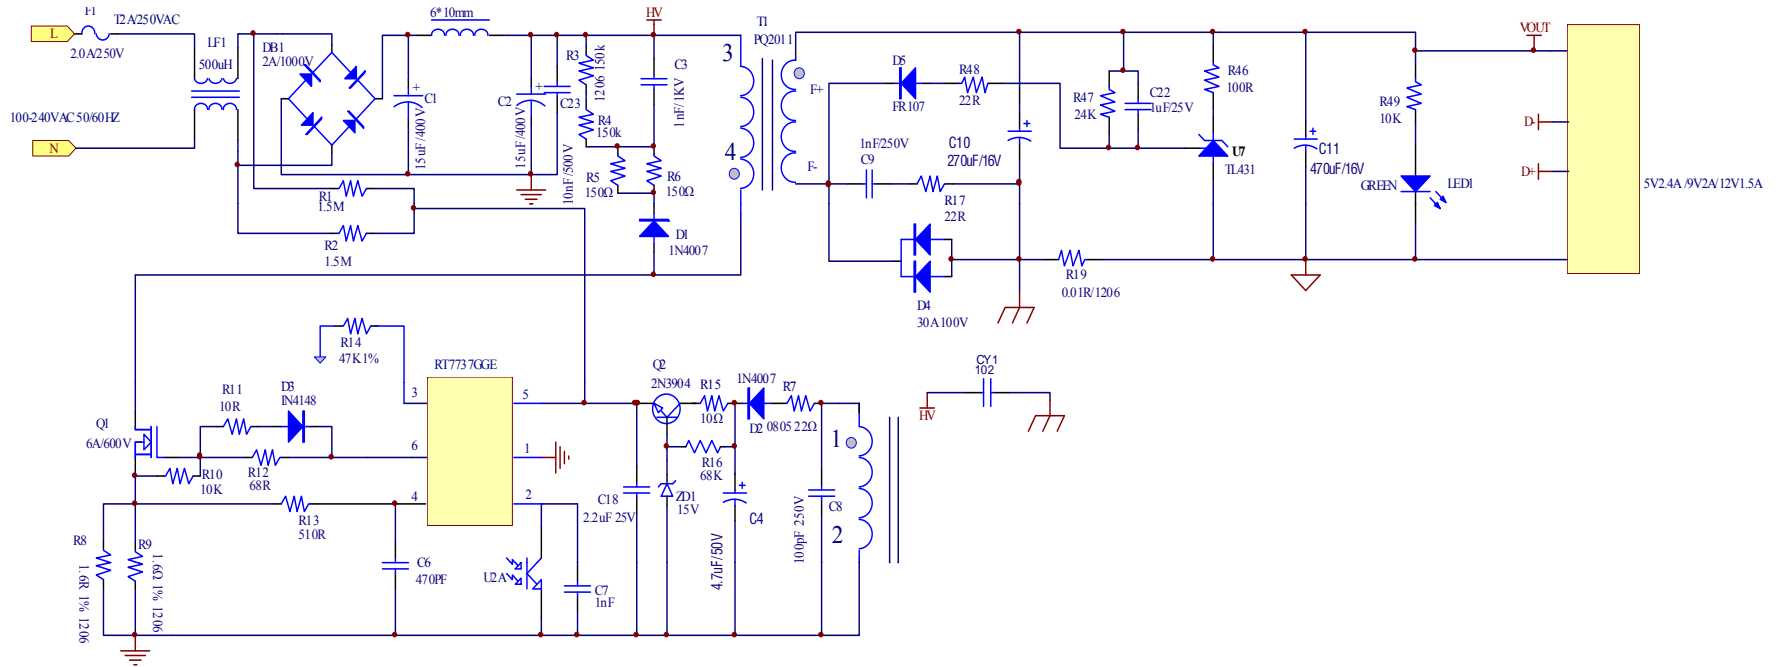 F1
T2A/250VAC
L
2.0A/250V
LF1
500uH
100-240VAC 50/60HZ
N
DB1
2A/1000V
6*10mm
+
C1
15uF/400V
+
C2
15uF/400V
C23
10nF/500V
HV
R3
1206 150k
R4
150k
C3
1nF/1KV
R5
150Ω
R6
150Ω
D1
1N4007
R1
1.5M
R2
1.5M
T1
PQ2011
3
4
F+
F-
D5
FR107
R48
22R
1nF/250V
C9
R17
22R
C10
270uF/16V
+
D4
30A100V
R19
0.01R/1206
R47
24K
C22
1uF/25V
R46
100R
U7
TL431
+
C11
470uF/16V
R49
10K
GREEN
LED1
VOUT
D-
D+
5V2.4A/9V2A/12V1.5A
R14
47K1%
RT7737GGE
3
5
6
1
4
2
R11
10R
D3
IN4148
Q1
6A/600V
R10
10K
R12
68R
R13
510R
R8
1.6R 1% 1206
R9
1.6Ω 1% 1206
C6
470PF
U2A
C7
1nF
C18
2.2uF 25V
Q2
2N3904
R15
10Ω
R16
68K
ZD1
15V
+
C4
4.7uF/50V
1N4007
D2
R7
0805 22Ω
100pF 250V
C8
1
2
CY1
102
HV